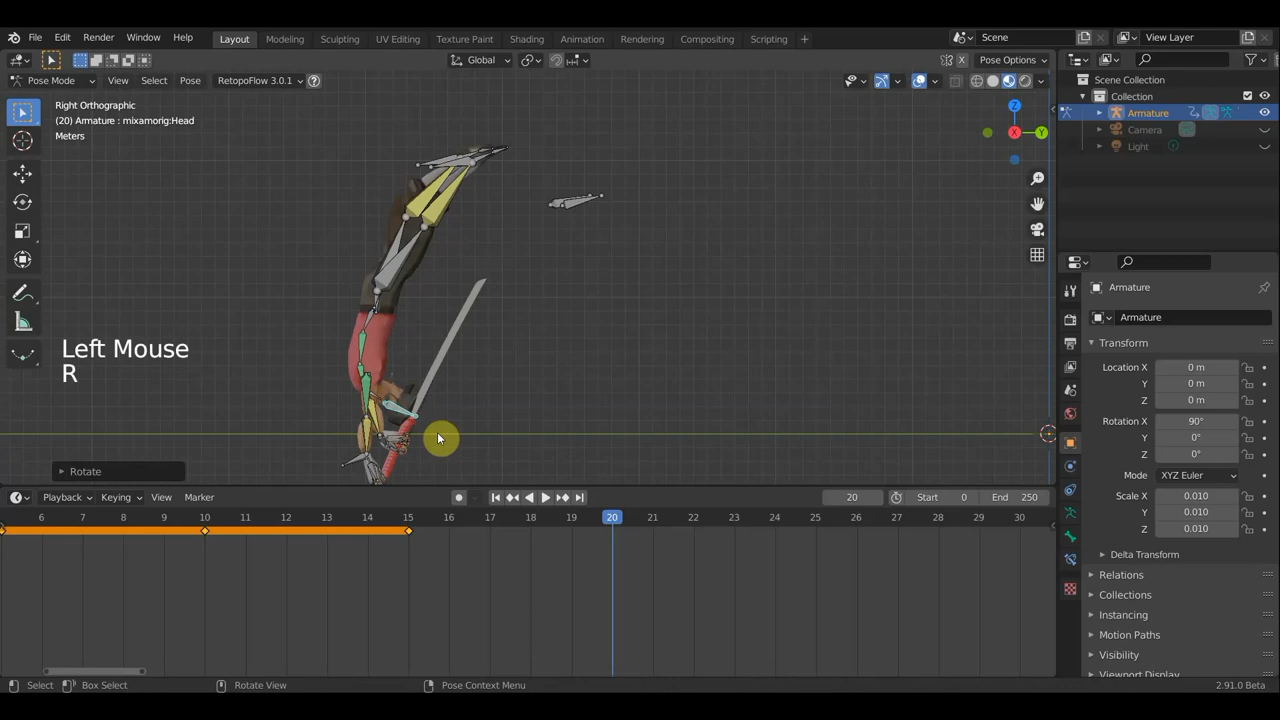 File Edit Render Window Help
Layout Modeling Sculpting UV Editing Texture Paint Shading Animation Rendering Compositing Scripting +
Scene
View Layer
Global
X Pose Options
Pose Mode View Select Pose RetopoFlow 3.0.1 ?
Right Orthographic
(20) Armature : mixamorig:Head
Meters
Z
X
Y
Left Mouse
R
Rotate
Scene Collection
Collection
Armature
Camera
Light
Armature
Armature
Transform
Location X 0 m
Y 0 m
Z 0 m
Rotation X 90°
Y 0°
Z 0°
Mode XYZ Euler
Scale X 0.010
Y 0.010
Z 0.010
Delta Transform
Relations
Collections
Instancing
Motion Paths
Visibility
Viewport Display
Playback Keying View Marker
20 Start 0 End 250
6 7 8 9 10 11 12 13 14 15 16 17 18 19 20 21 22 23 24 25 26 27 28 29 30
Select Box Select Rotate View Pose Context Menu 2.91.0 Beta